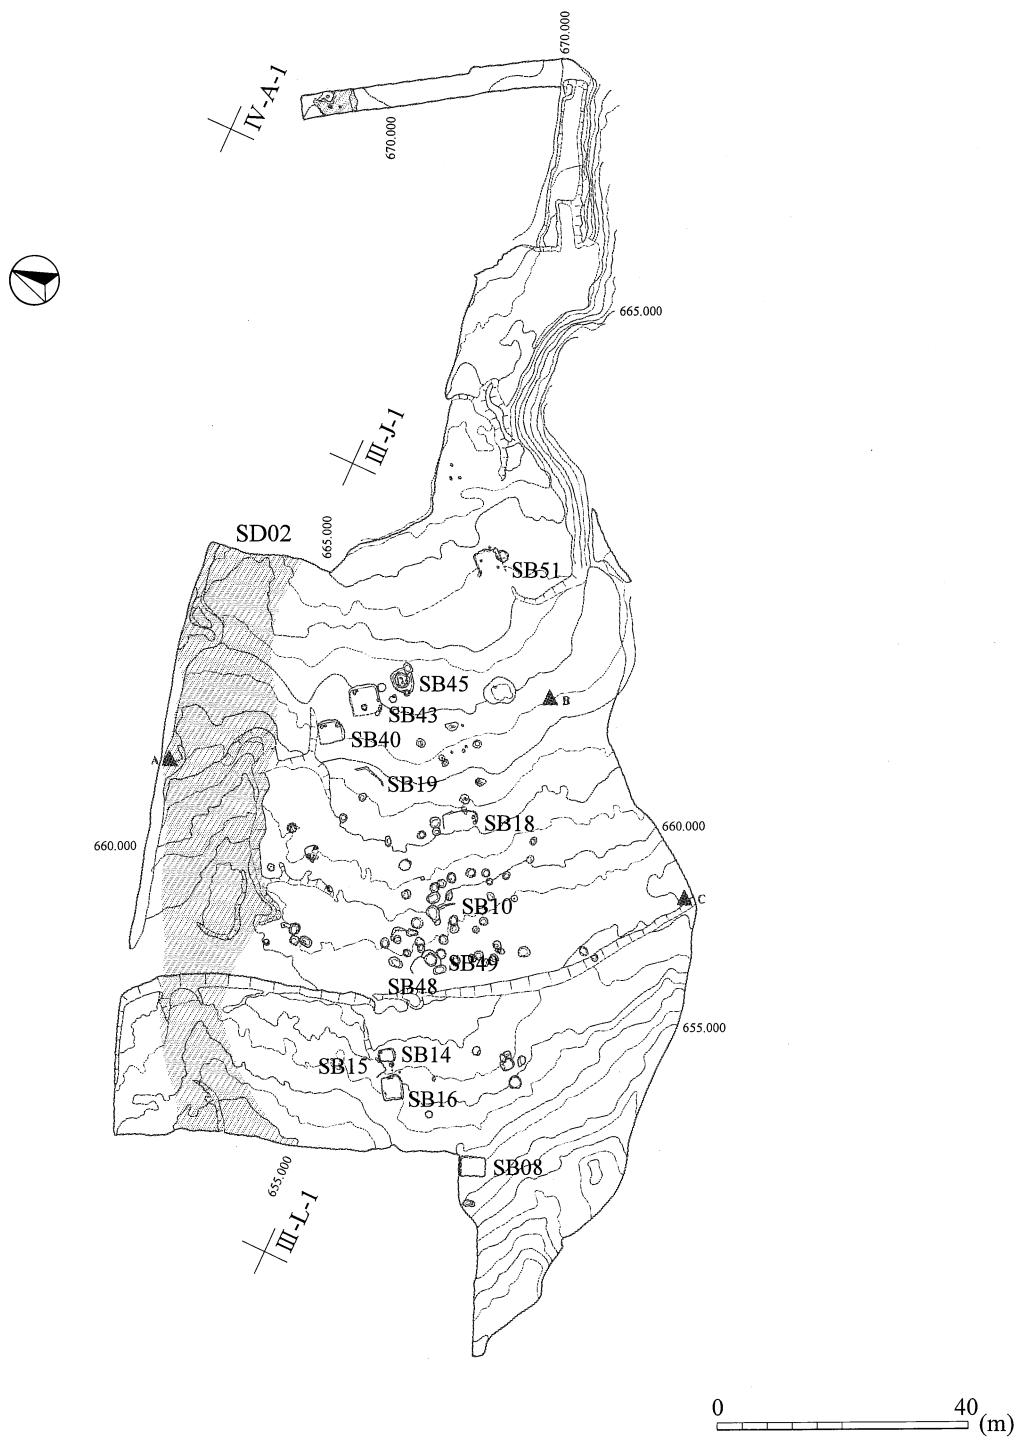 670.000
IV-A-1
670.000
665.000
III-J-1
665.000
SD02
SB51
SB45
B
SB43
SB40
A
SB19
SB18
660.000
660.000
C
SB10
SB49
SB48
655.000
SB14
SB15
SB16
SB08
655.000
III-L-1
0
40
(m)